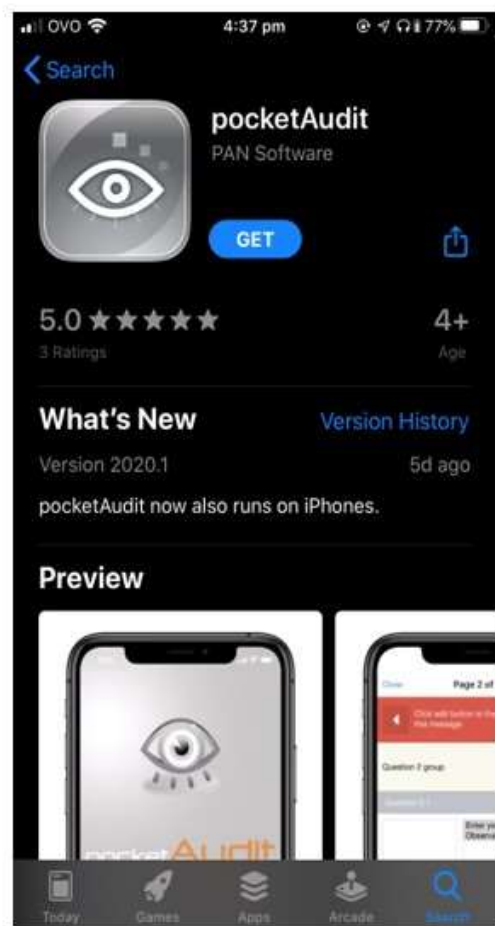 OVO 4:37 pm 77%
Search
pocketAudit
PAN Software
GET
5.0 4+
3 Ratings Age
What's New Version History
Version 2020.1 5d ago
pocketAudit now also runs on iPhones.
Preview
Close Page 2 of
Question 2 group
pocketAudit
Today Games Apps Arcade Search